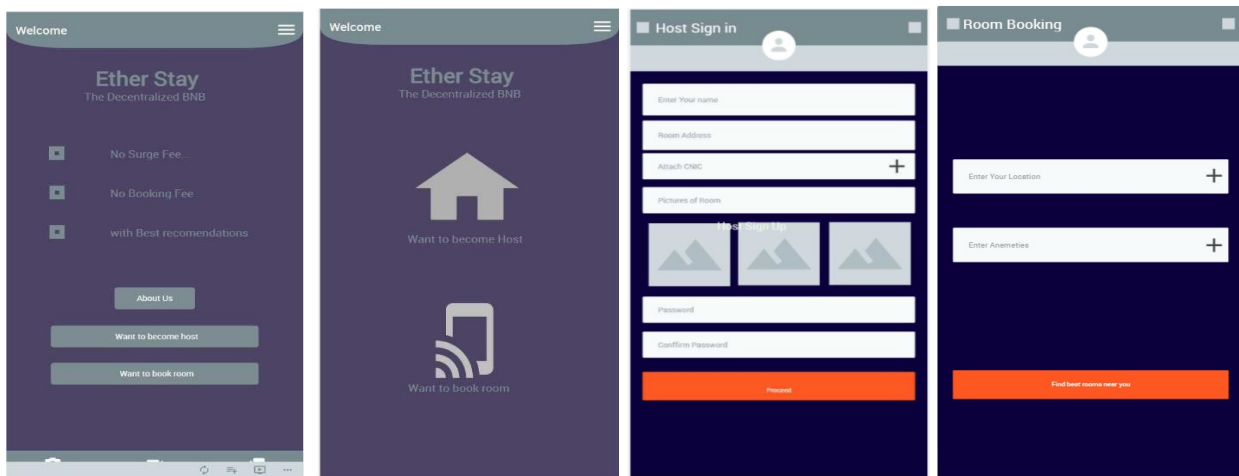 Welcome
Ether Stay
The Decentralized BNB
No Surge Fee...
No Booking Fee
with Best recomendations
About Us
Want to become host
Want to book room
Welcome
Ether Stay
The Decentralized BNB
Want to become Host
Want to book room
Host Sign in
Enter Your name
Room Address
Attach CNIC
Pictures of Room
Host Sign Up
Password
Conffirm Password
Proceed
Room Booking
Enter Your Location
Enter Anemeties
Find best rooms near you